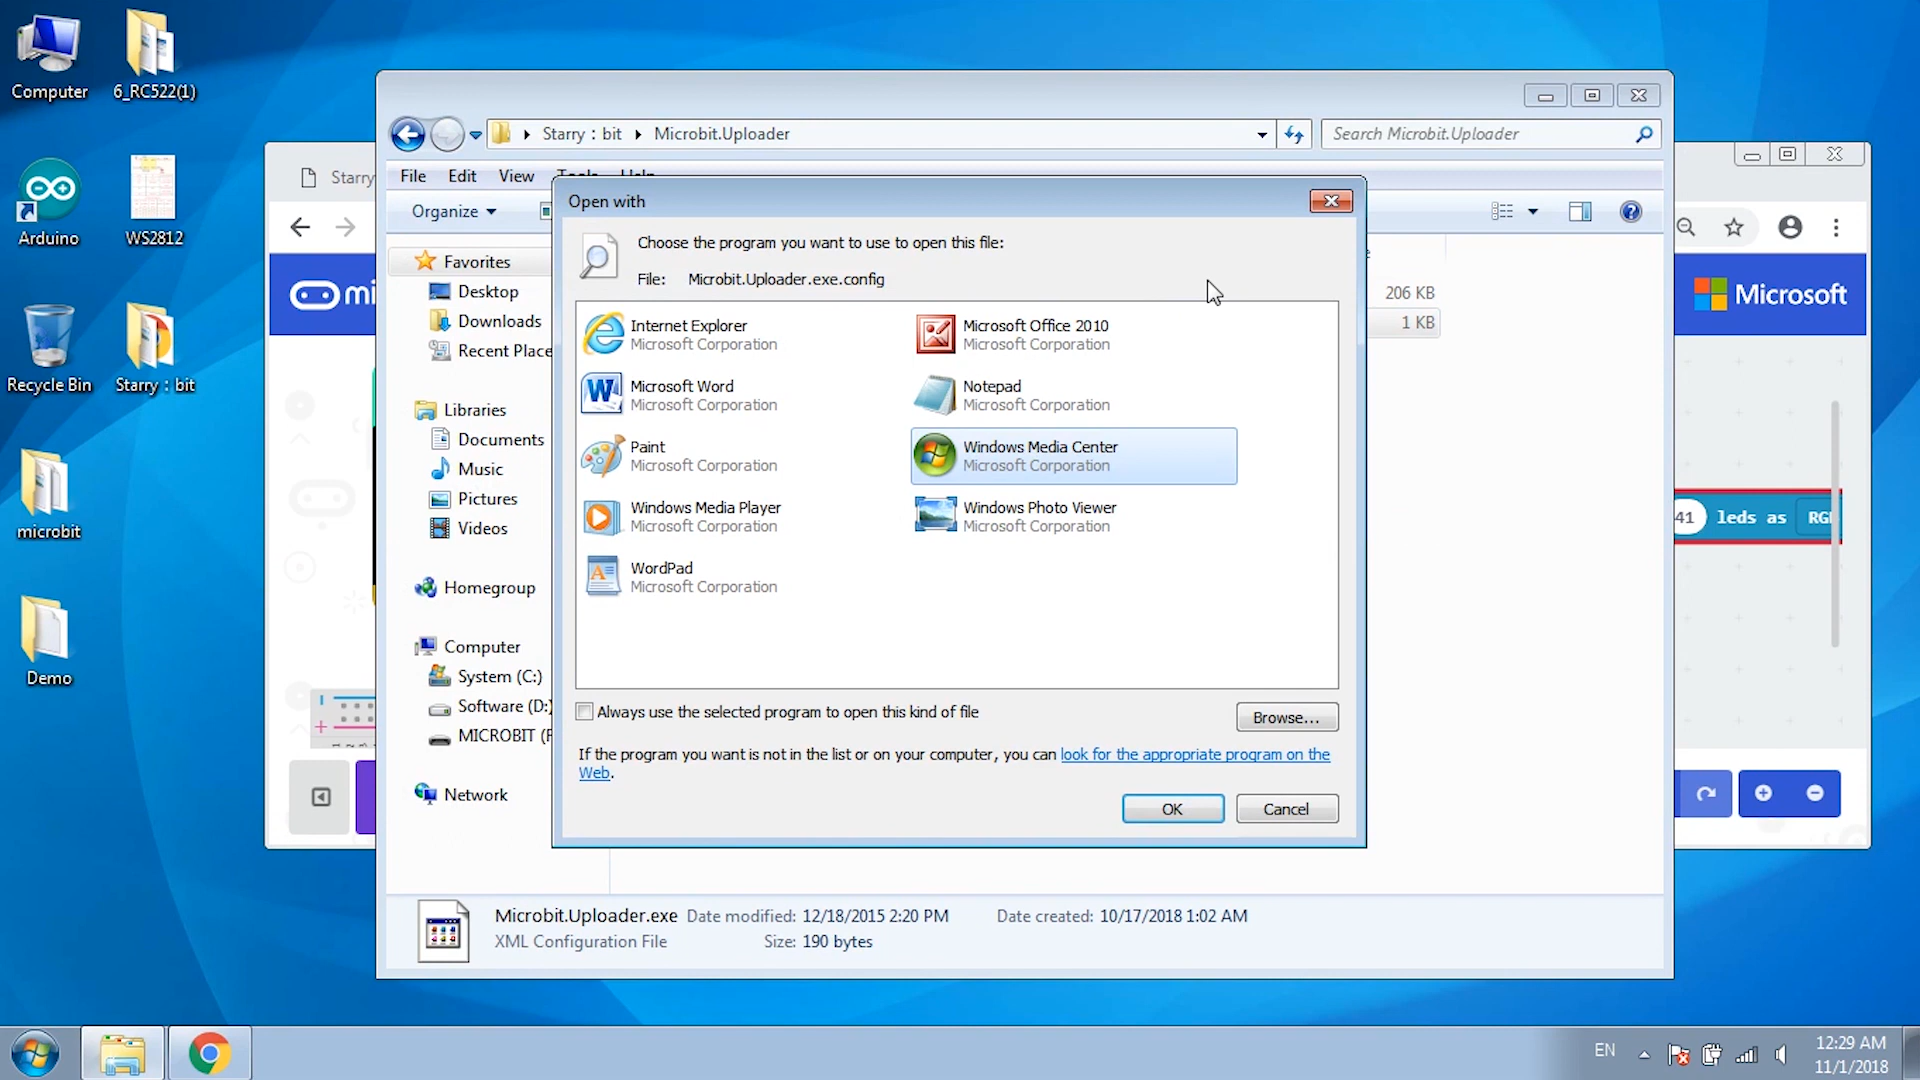 Computer
6_RC522(1)
Arduino
WS2812
Recycle Bin
Starry : bit
microbit
Demo
Starry
mi
Starry : bit
Microbit.Uploader
Search Microbit.Uploader
File
Edit
View
Tools
Help
Organize
Favorites
Desktop
Downloads
Recent Place
Libraries
Documents
Music
Pictures
Videos
Homegroup
Computer
System (C:)
Software (D:)
MICROBIT (F
Network
206 KB
1 KB
Microsoft
41 leds as RG
Open with
Choose the program you want to use to open this file:
File: Microbit.Uploader.exe.config
Internet Explorer
Microsoft Corporation
Microsoft Office 2010
Microsoft Corporation
Microsoft Word
Microsoft Corporation
Notepad
Microsoft Corporation
Paint
Microsoft Corporation
Windows Media Center
Microsoft Corporation
Windows Media Player
Microsoft Corporation
Windows Photo Viewer
Microsoft Corporation
WordPad
Microsoft Corporation
Always use the selected program to open this kind of file
Browse...
If the program you want is not in the list or on your computer, you can look for the appropriate program on the
Web.
OK
Cancel
Microbit.Uploader.exe Date modified: 12/18/2015 2:20 PM Date created: 10/17/2018 1:02 AM
XML Configuration File Size: 190 bytes
EN
12:29 AM
11/1/2018